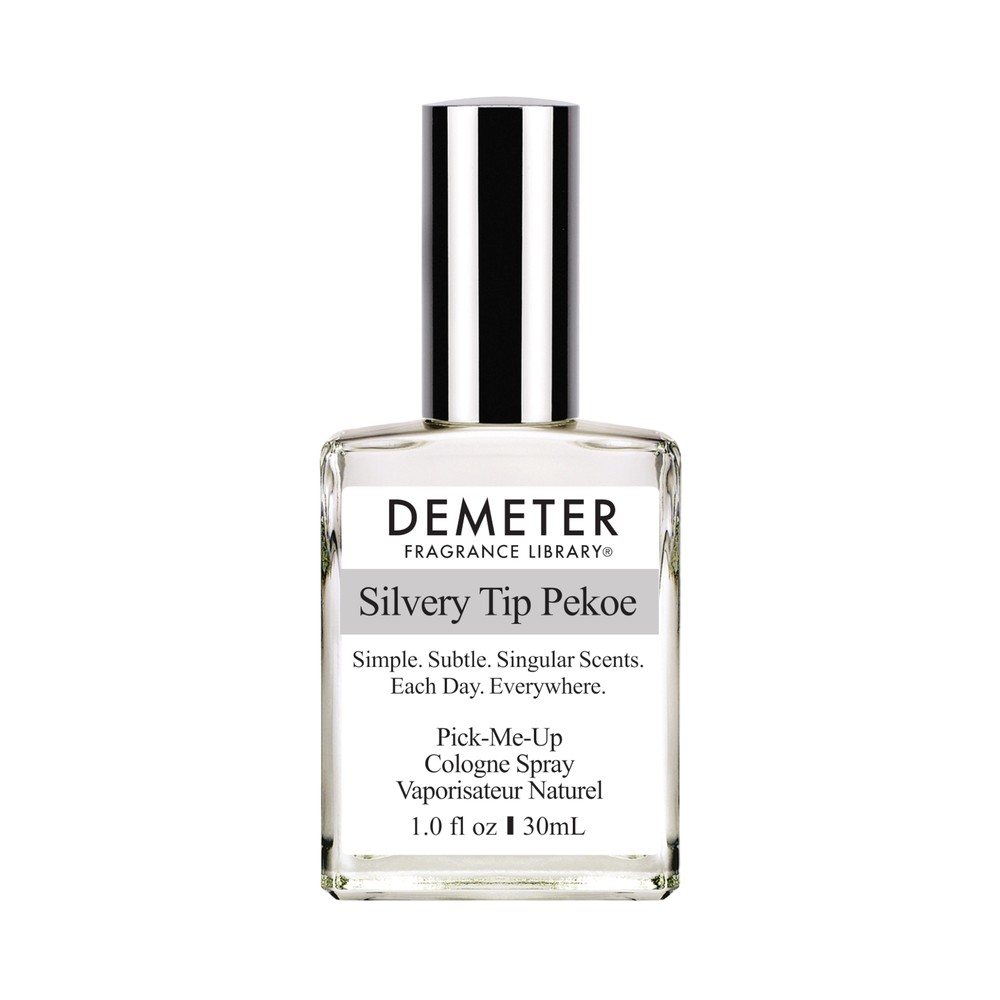 DEMETER
FRAGRANCE LIBRARY®
Silvery Tip Pekoe
Simple. Subtle. Singular Scents.
Each Day. Everywhere.
Pick-Me-Up
Cologne Spray
Vaporisateur Naturel
1.0 fl oz ▌ 30mL